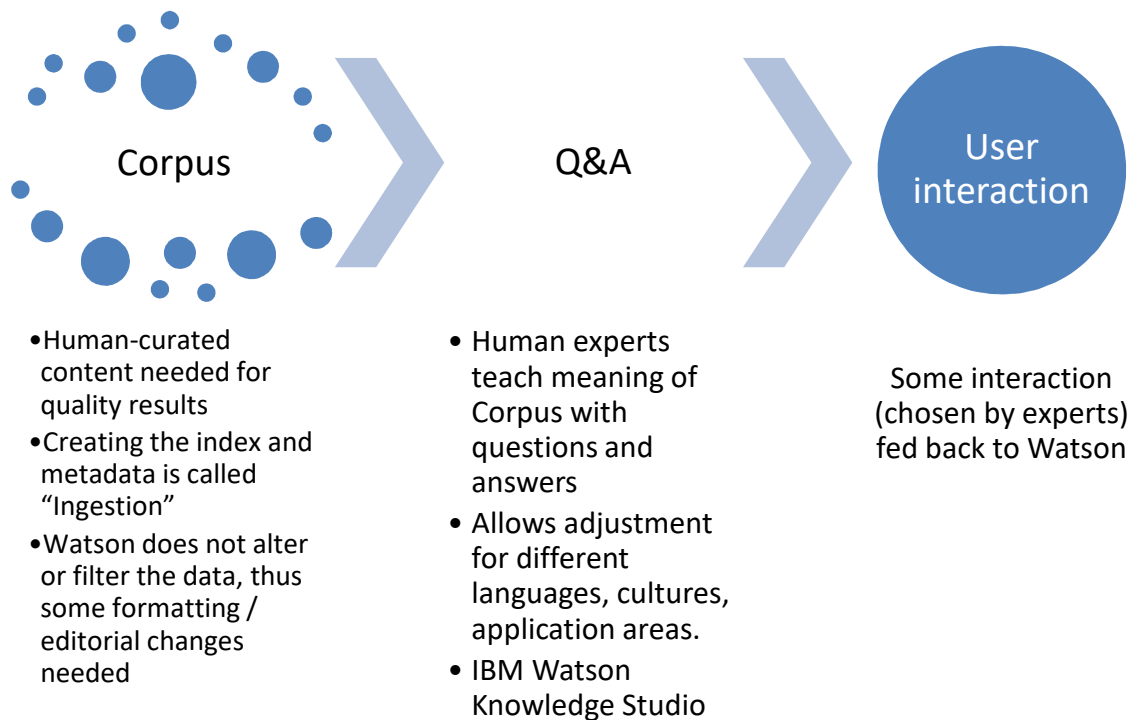 Corpus
•Human-curated
content needed for
quality results
•Creating the index and
metadata is called
“Ingestion”
•Watson does not alter
or filter the data, thus
some formatting /
editorial changes
needed
Q&A
• Human experts
teach meaning of
Corpus with
questions and
answers
• Allows adjustment
for different
languages, cultures,
application areas.
• IBM Watson
Knowledge Studio
User
interaction
Some interaction
(chosen by experts)
fed back to Watson